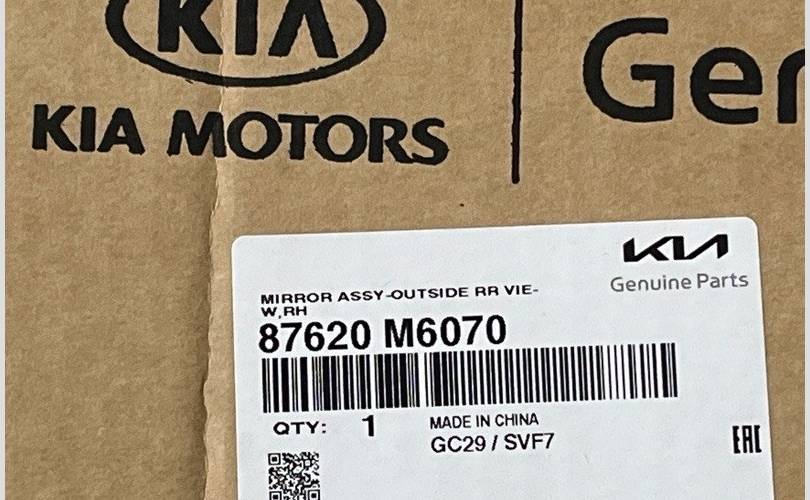 KIA
KIA MOTORS
Gen
KIA
Genuine Parts
MIRROR ASSY-OUTSIDE RR VIE-
W,RH
87620 M6070
QTY: 1
MADE IN CHINA
GC29 / SVF7
EAC